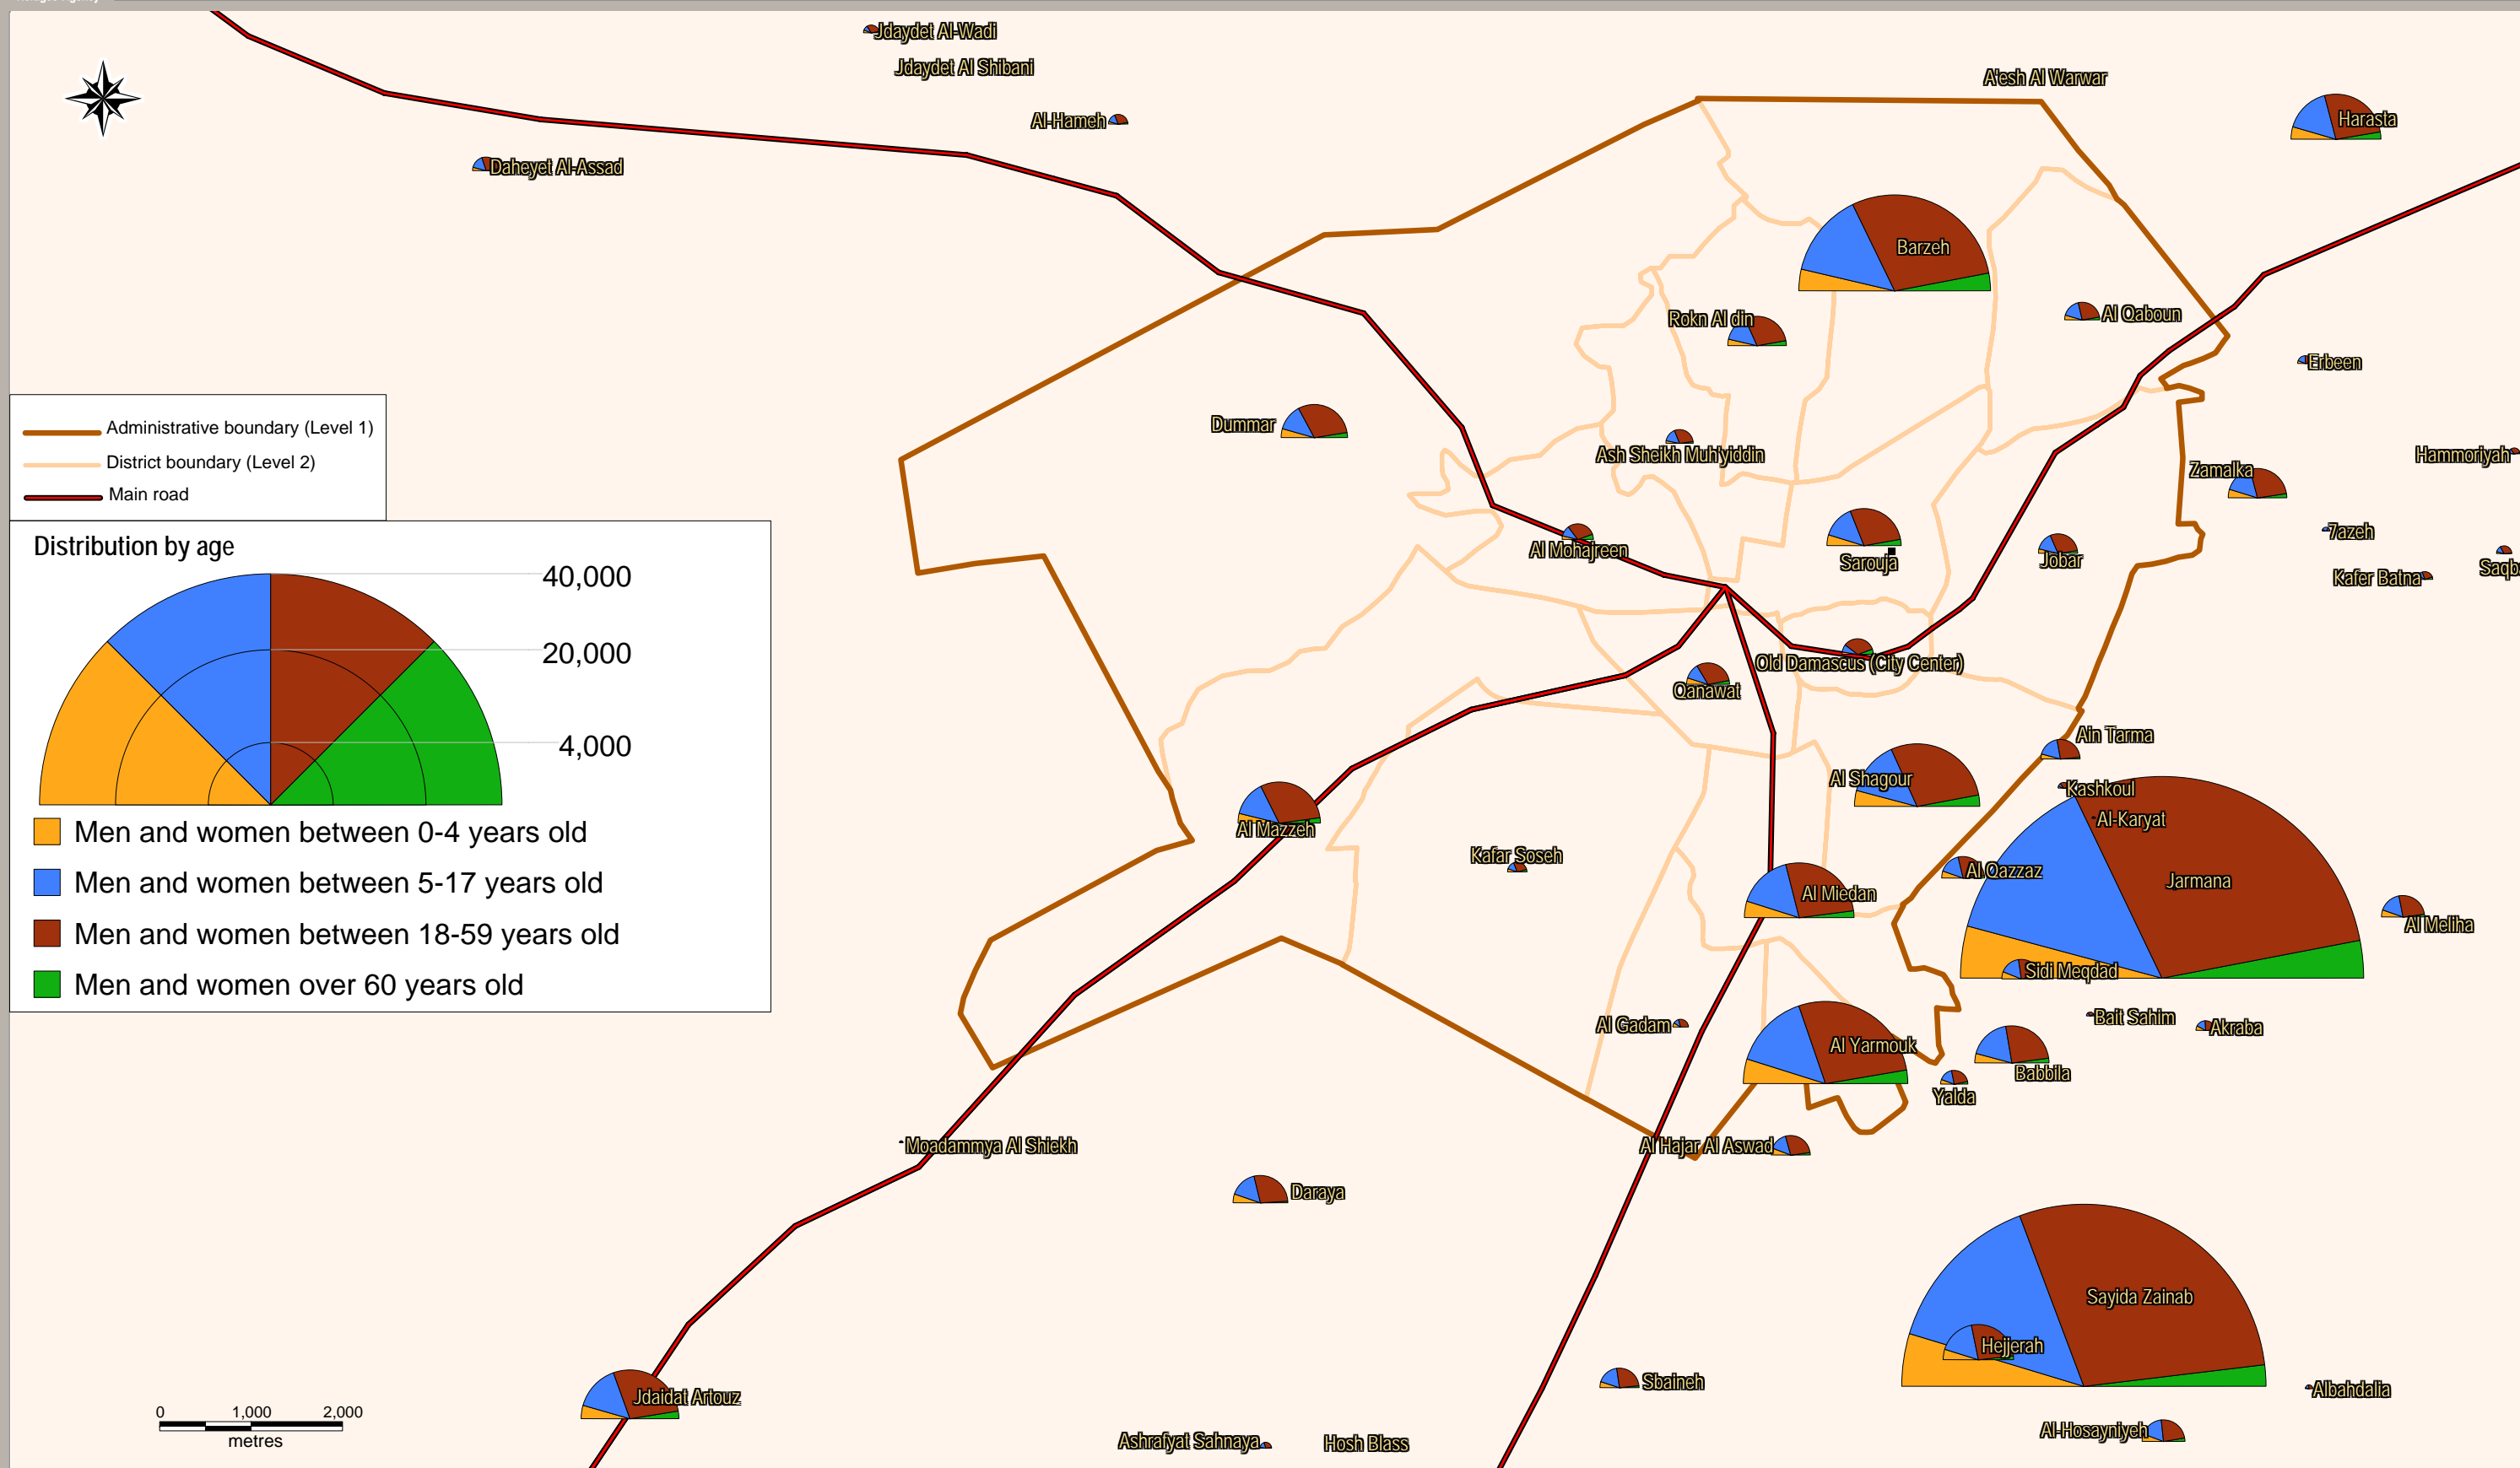 Jdaydet Al-Wadi
Jdaydet Al Shibani
A'esh Al Warwar
Al-Hameh
Harasta
Daheyet Al-Assad
Barzeh
Rokn Al din
Al Qaboun
Erbeen
Dummar
Administrative boundary (Level 1)
District boundary (Level 2)
Main road
Ash Sheikh Muh'yiddin
Hammoriyah
Zamalka
7azeh
Al Mohajreen
Sarouja
Jobar
Saqb
Kafer Batna
Distribution by age
40,000
20,000
4,000
Men and women between 0-4 years old
Men and women between 5-17 years old
Men and women between 18-59 years old
Men and women over 60 years old
Old Damascus (City Center)
Qanawat
Ain Tarma
Al Shagour
Kashkoul
Al-Karyat
Al Mazzeh
Kafar Soseh
Al Qazzaz
Jarmana
Al Miedan
Al Meliha
Sidi Meqdad
Bait Sahim
Akraba
Al Gadam
Al Yarmouk
Babbila
Yalda
Moadammya Al Shiekh
Al Hajar Al Aswad
Daraya
Sayida Zainab
Hejjerah
Sbaineh
Albahdalia
Jdaidat Artouz
Al-Hosayniyeh
Ashrafyat Sahnaya
Hosh Blass
0 1,000 2,000
metres